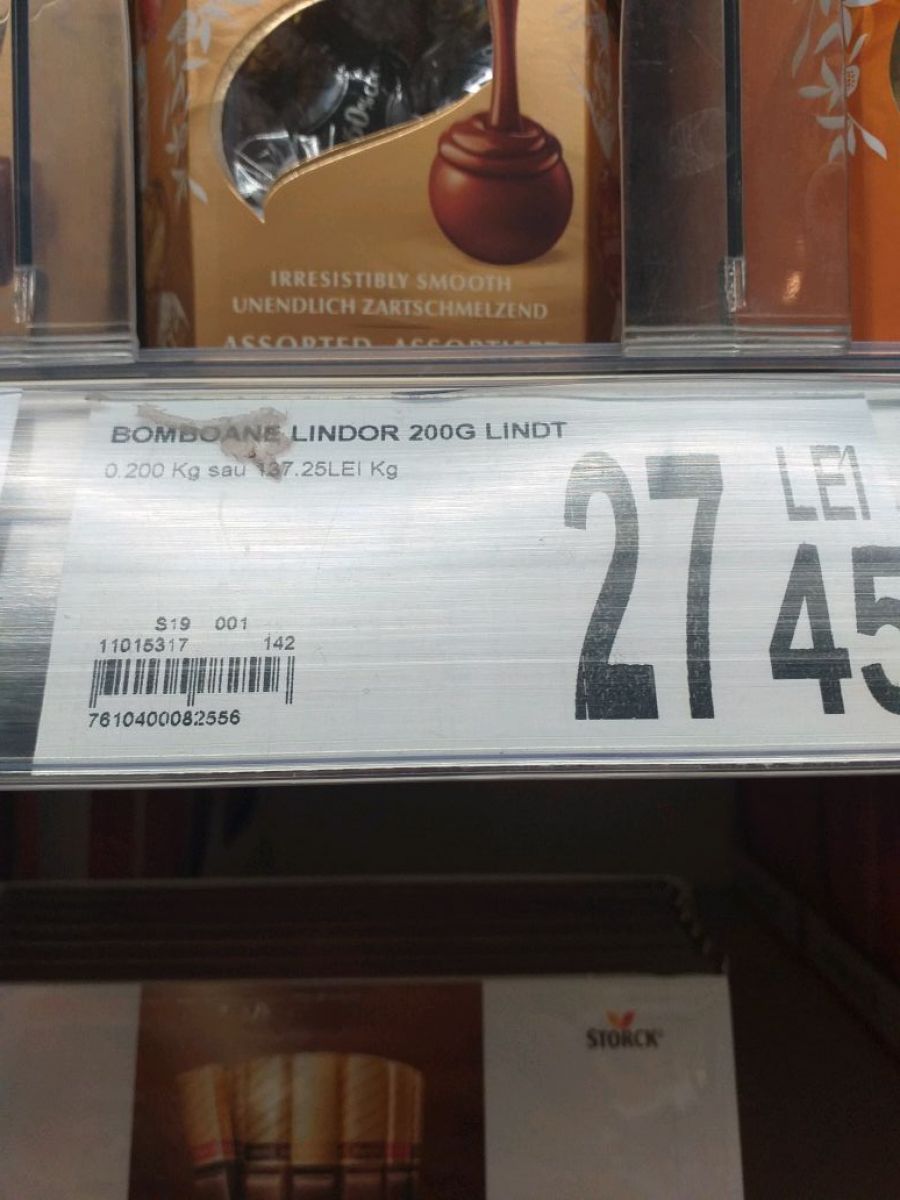 IRRESISTIBLY SMOOTH
UNENDLICH ZARTSCHMELZEND
ASSORTED
BOMBOANE LINDOR 200G LINDT
0.200 Kg sau 137.25LEI Kg
27
LEI
45
S19 001
11015317 142
7610400082556
STORCK